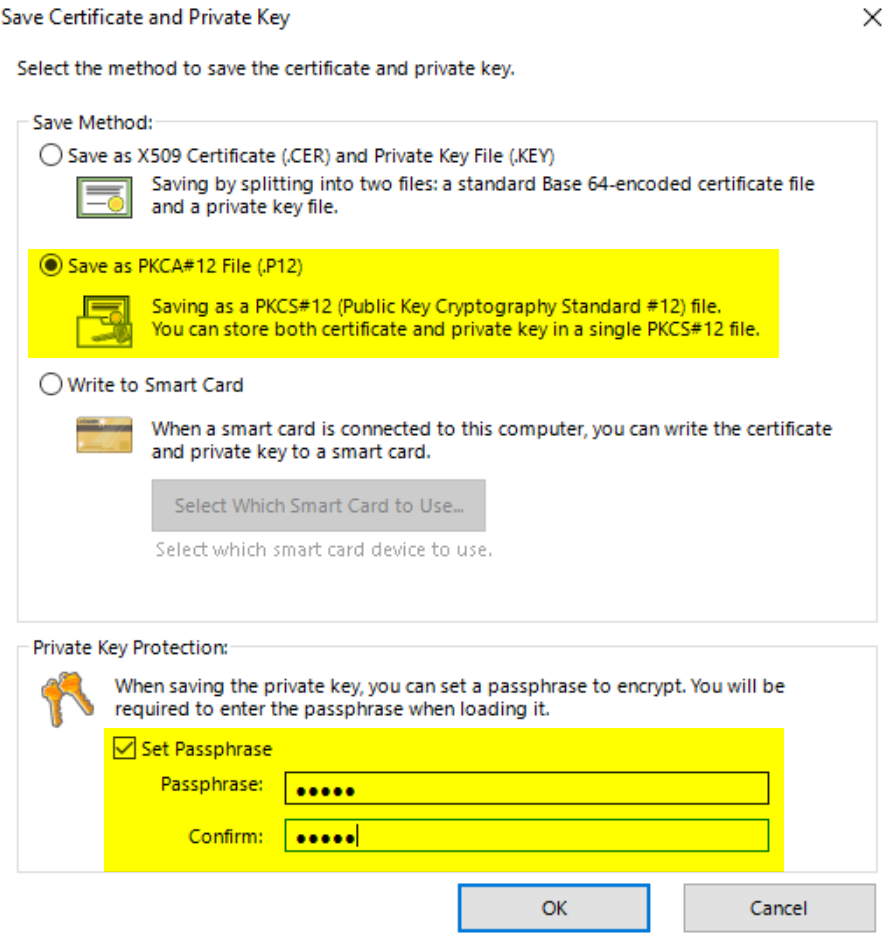 Save Certificate and Private Key
Select the method to save the certificate and private key.
Save Method:
Save as X509 Certificate (.CER) and Private Key File (.KEY)
Saving by splitting into two files: a standard Base 64-encoded certificate file
and a private key file.
Save as PKCA#12 File (.P12)
Saving as a PKCS#12 (Public Key Cryptography Standard #12) file.
You can store both certificate and private key in a single PKCS#12 file.
Write to Smart Card
When a smart card is connected to this computer, you can write the certificate
and private key to a smart card.
Select Which Smart Card to Use...
Select which smart card device to use.
Private Key Protection:
When saving the private key, you can set a passphrase to encrypt. You will be
required to enter the passphrase when loading it.
Set Passphrase
Passphrase: ●●●●●
Confirm: ●●●●●
OK Cancel